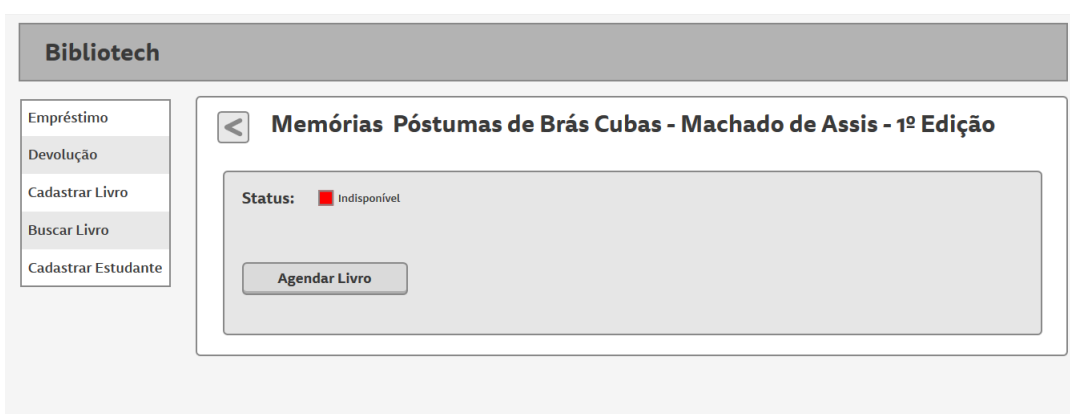 Bibliotech
Empréstimo
Devolução
Cadastrar Livro
Buscar Livro
Cadastrar Estudante
< Memórias Póstumas de Brás Cubas - Machado de Assis - 1º Edição
Status: Indisponível
Agendar Livro